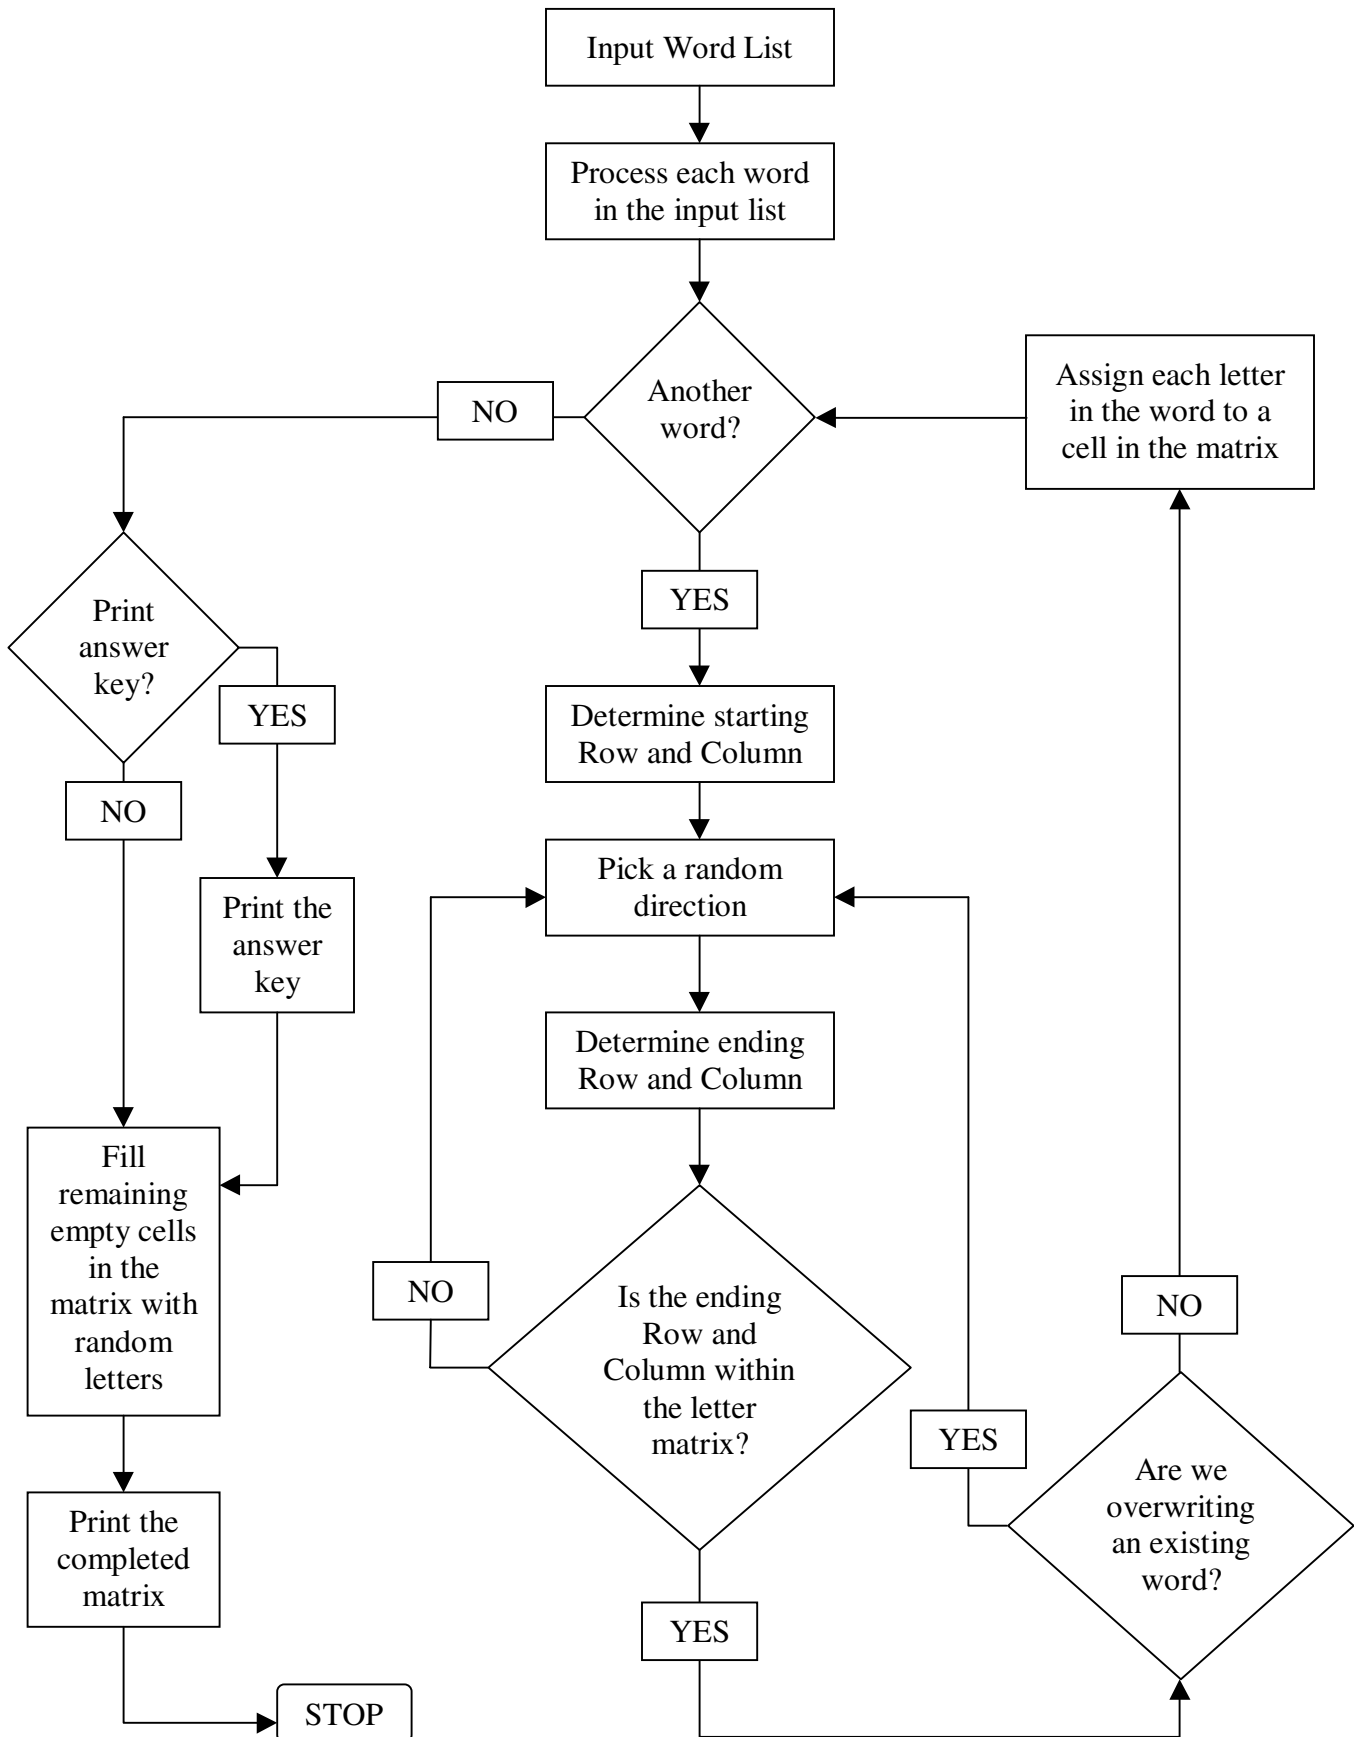 Input Word List
Process each word
in the input list
Another
word?
NO
Assign each letter
in the word to a
cell in the matrix
YES
Print
answer
key?
YES
NO
Determine starting
Row and Column
Pick a random
direction
Print the
answer
key
Determine ending
Row and Column
Fill
remaining
empty cells
in the
matrix with
random
letters
NO
Is the ending
Row and
Column within
the letter
matrix?
NO
YES
Are we
overwriting
an existing
word?
Print the
completed
matrix
YES
STOP